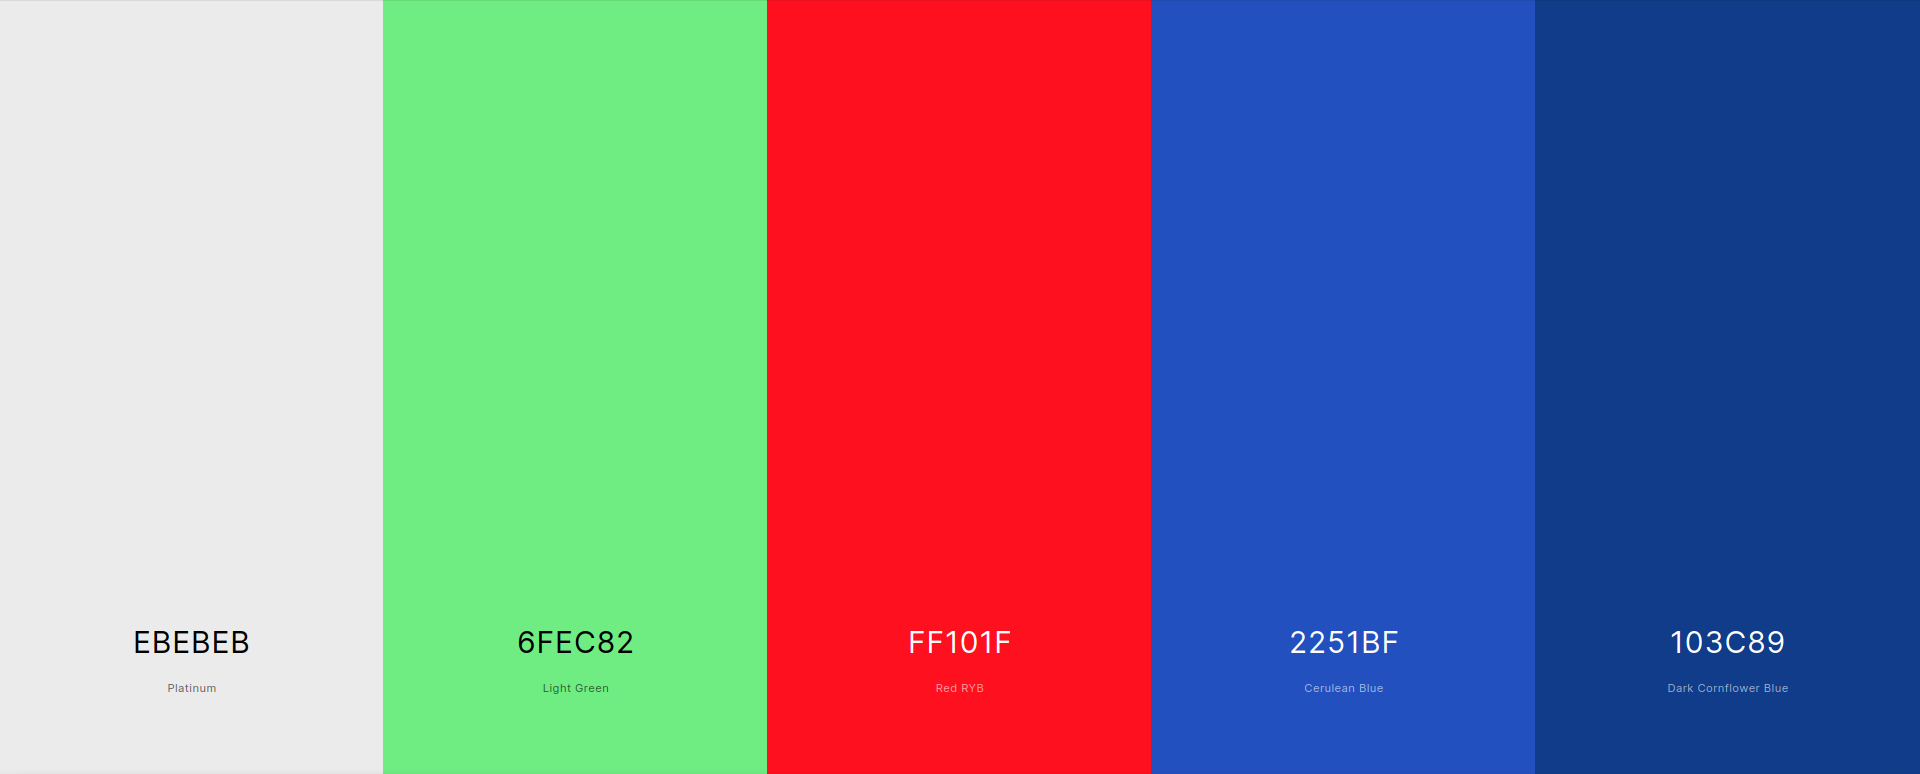 EBEBEB
Platinum
6FEC82
Light Green
FF101F
Red RYB
2251BF
Cerulean Blue
103C89
Dark Cornflower Blue